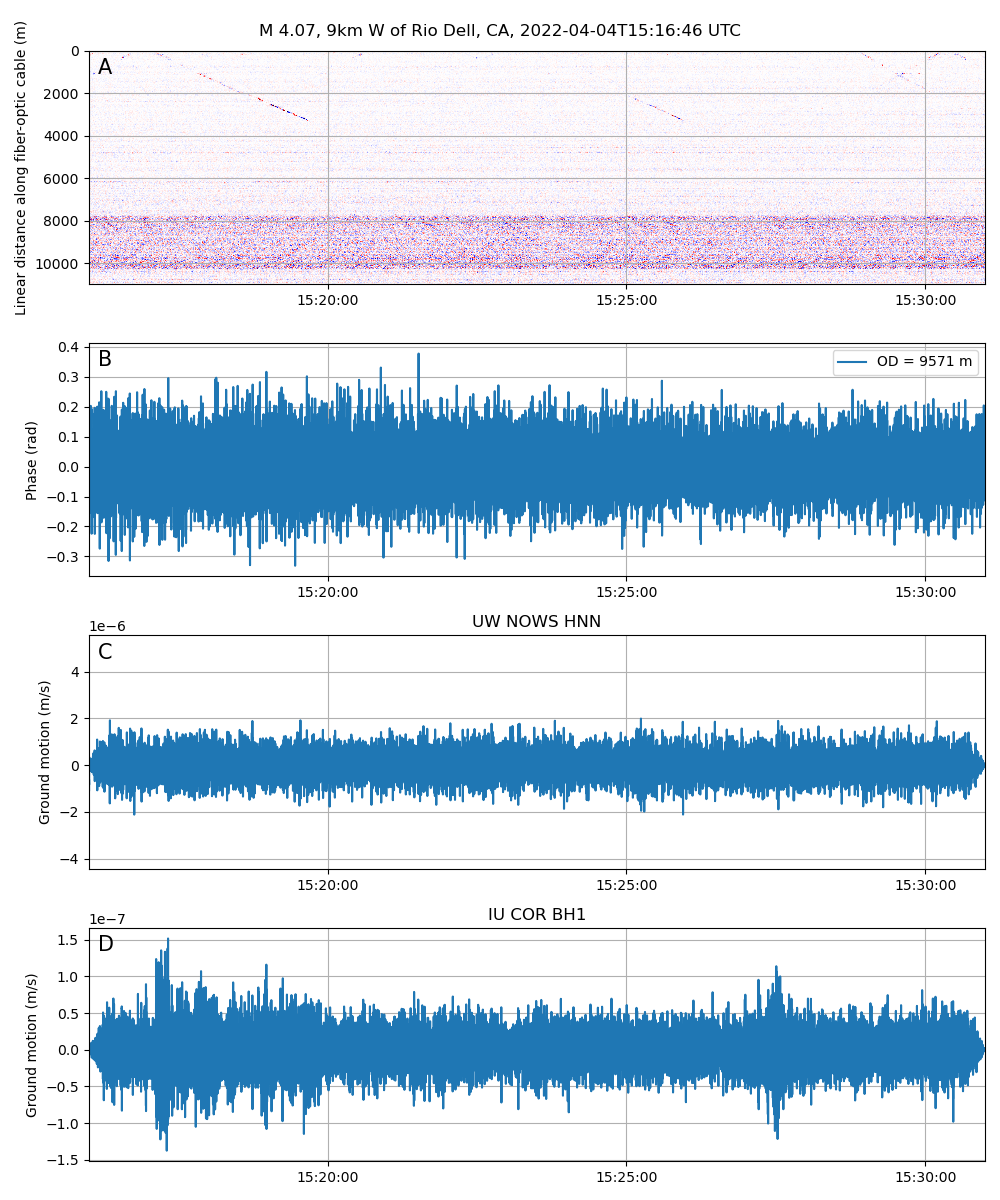 M 4.07, 9km W of Rio Dell, CA, 2022-04-04T15:16:46 UTC
Linear distance along fiber-optic cable (m)
A
0
2000
4000
6000
8000
10000
15:20:00 15:25:00 15:30:00
B
OD = 9571 m
Phase (rad)
0.4
0.3
0.2
0.1
0.0
−0.1
−0.2
−0.3
15:20:00 15:25:00 15:30:00
UW NOWS HNN
1e−6
C
Ground motion (m/s)
4
2
0
−2
−4
15:20:00 15:25:00 15:30:00
IU COR BH1
1e−7
D
Ground motion (m/s)
1.5
1.0
0.5
0.0
−0.5
−1.0
−1.5
15:20:00 15:25:00 15:30:00